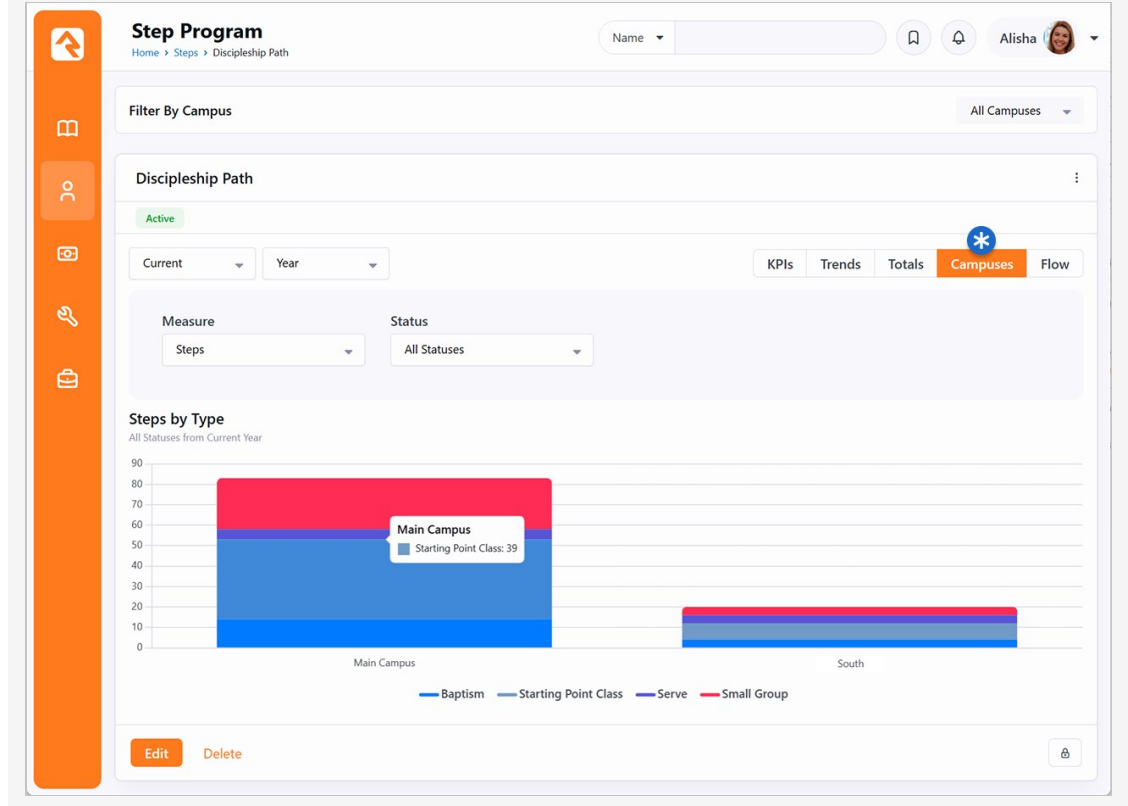 Step Program
Home › Steps › Discipleship Path
Name
Alisha
Filter By Campus
All Campuses
Discipleship Path
Active
Current
Year
KPIs
Trends
Totals
Campuses
Flow
Measure
Status
Steps
All Statuses
Steps by Type
All Statuses from Current Year
90
80
70
60
50
40
30
20
10
0
Main Campus
Starting Point Class: 39
Main Campus
South
Baptism
Starting Point Class
Serve
Small Group
Edit
Delete